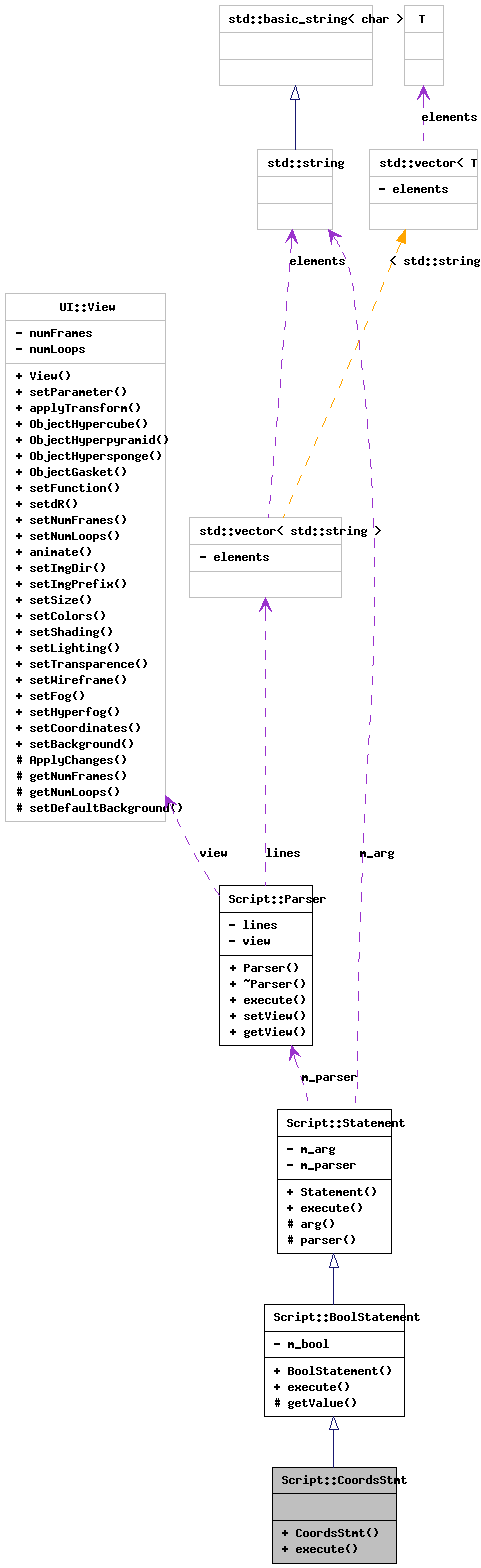 std::basic_string< char >
T
elements
std::string
std::vector< T
- elements
elements
< std::string
UI::View
- numFrames
- numLoops
+ View()
+ setParameter()
+ applyTransform()
+ ObjectHypercube()
+ ObjectHyperpyramid()
+ ObjectHypersponge()
+ ObjectGasket()
+ setFunction()
+ setdR()
+ setNumFrames()
+ setNumLoops()
+ animate()
+ setImgDir()
+ setImgPrefix()
+ setSize()
+ setColors()
+ setShading()
+ setLighting()
+ setTransparence()
+ setWireframe()
+ setFog()
+ setHyperfog()
+ setCoordinates()
+ setBackground()
# ApplyChanges()
# getNumFrames()
# getNumLoops()
# setDefaultBackground()
std::vector< std::string >
- elements
view
lines
m_arg
Script::Parser
- lines
- view
+ Parser()
+ ~Parser()
+ execute()
+ setView()
+ getView()
m_parser
Script::Statement
- m_arg
- m_parser
+ Statement()
+ execute()
# arg()
# parser()
Script::BoolStatement
- m_bool
+ BoolStatement()
+ execute()
# getValue()
Script::CoordsStmt
+ CoordsStmt()
+ execute()